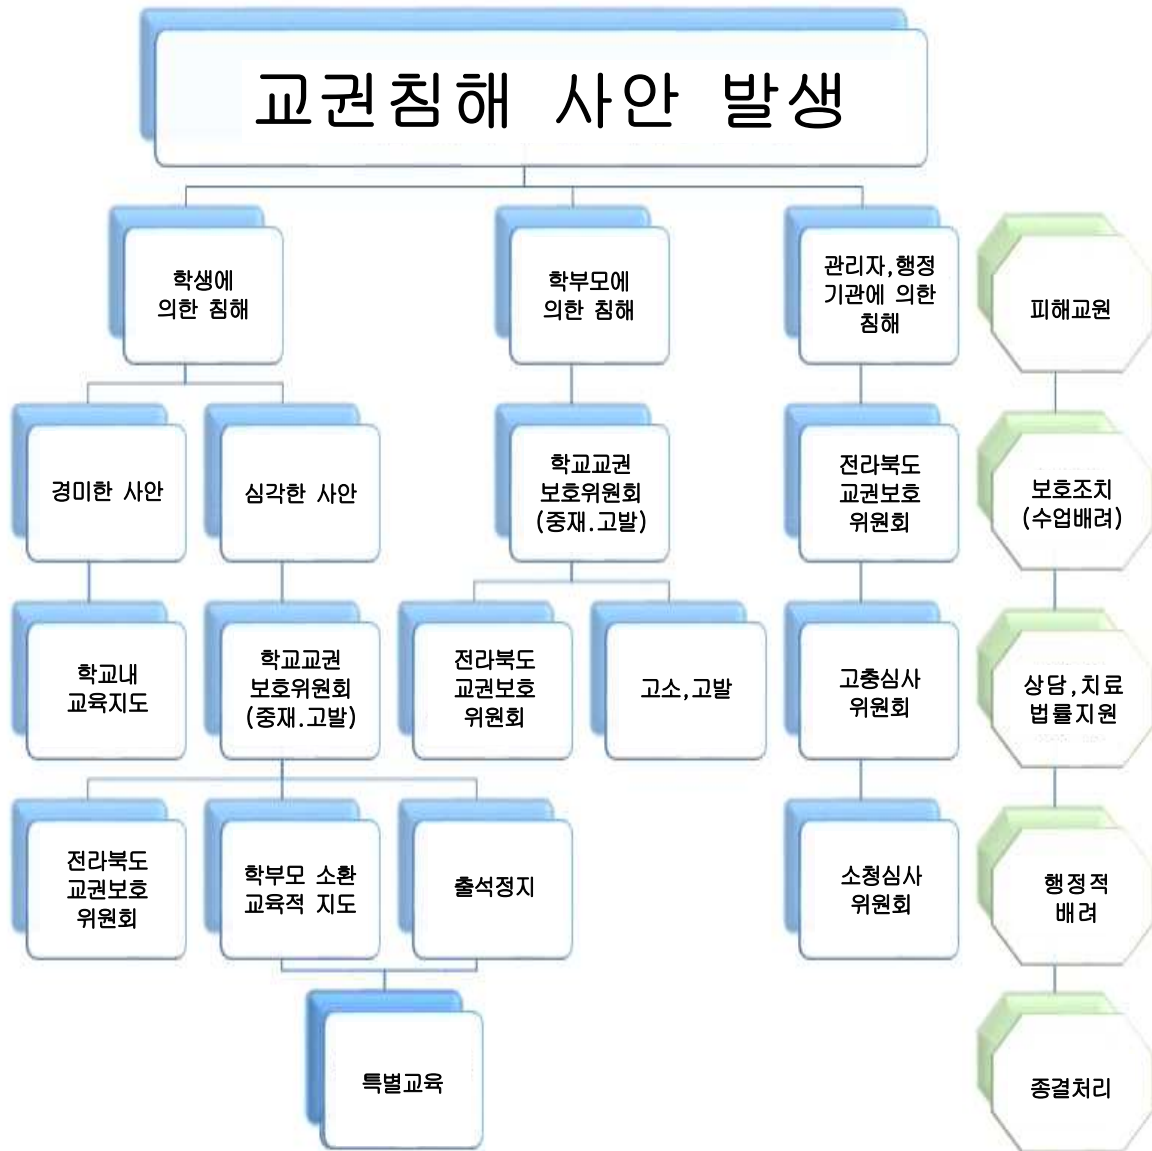 교권침해 사안 발생
학생에
의한 침해
학부모에
의한 침해
관리자,행정
기관에 의한
침해
피해교원
경미한 사안
심각한 사안
학교교권
보호위원회
(중재.고발)
전라북도
교권보호
위원회
보호조치
(수업배려)
학교내
교육지도
학교교권
보호위원회
(중재.고발)
전라북도
교권보호
위원회
고소,고발
고충심사
위원회
상담,치료
법률지원
전라북도
교권보호
위원회
학부모 소환
교육적 지도
출석정지
소청심사
위원회
행정적
배려
특별교육
종결처리